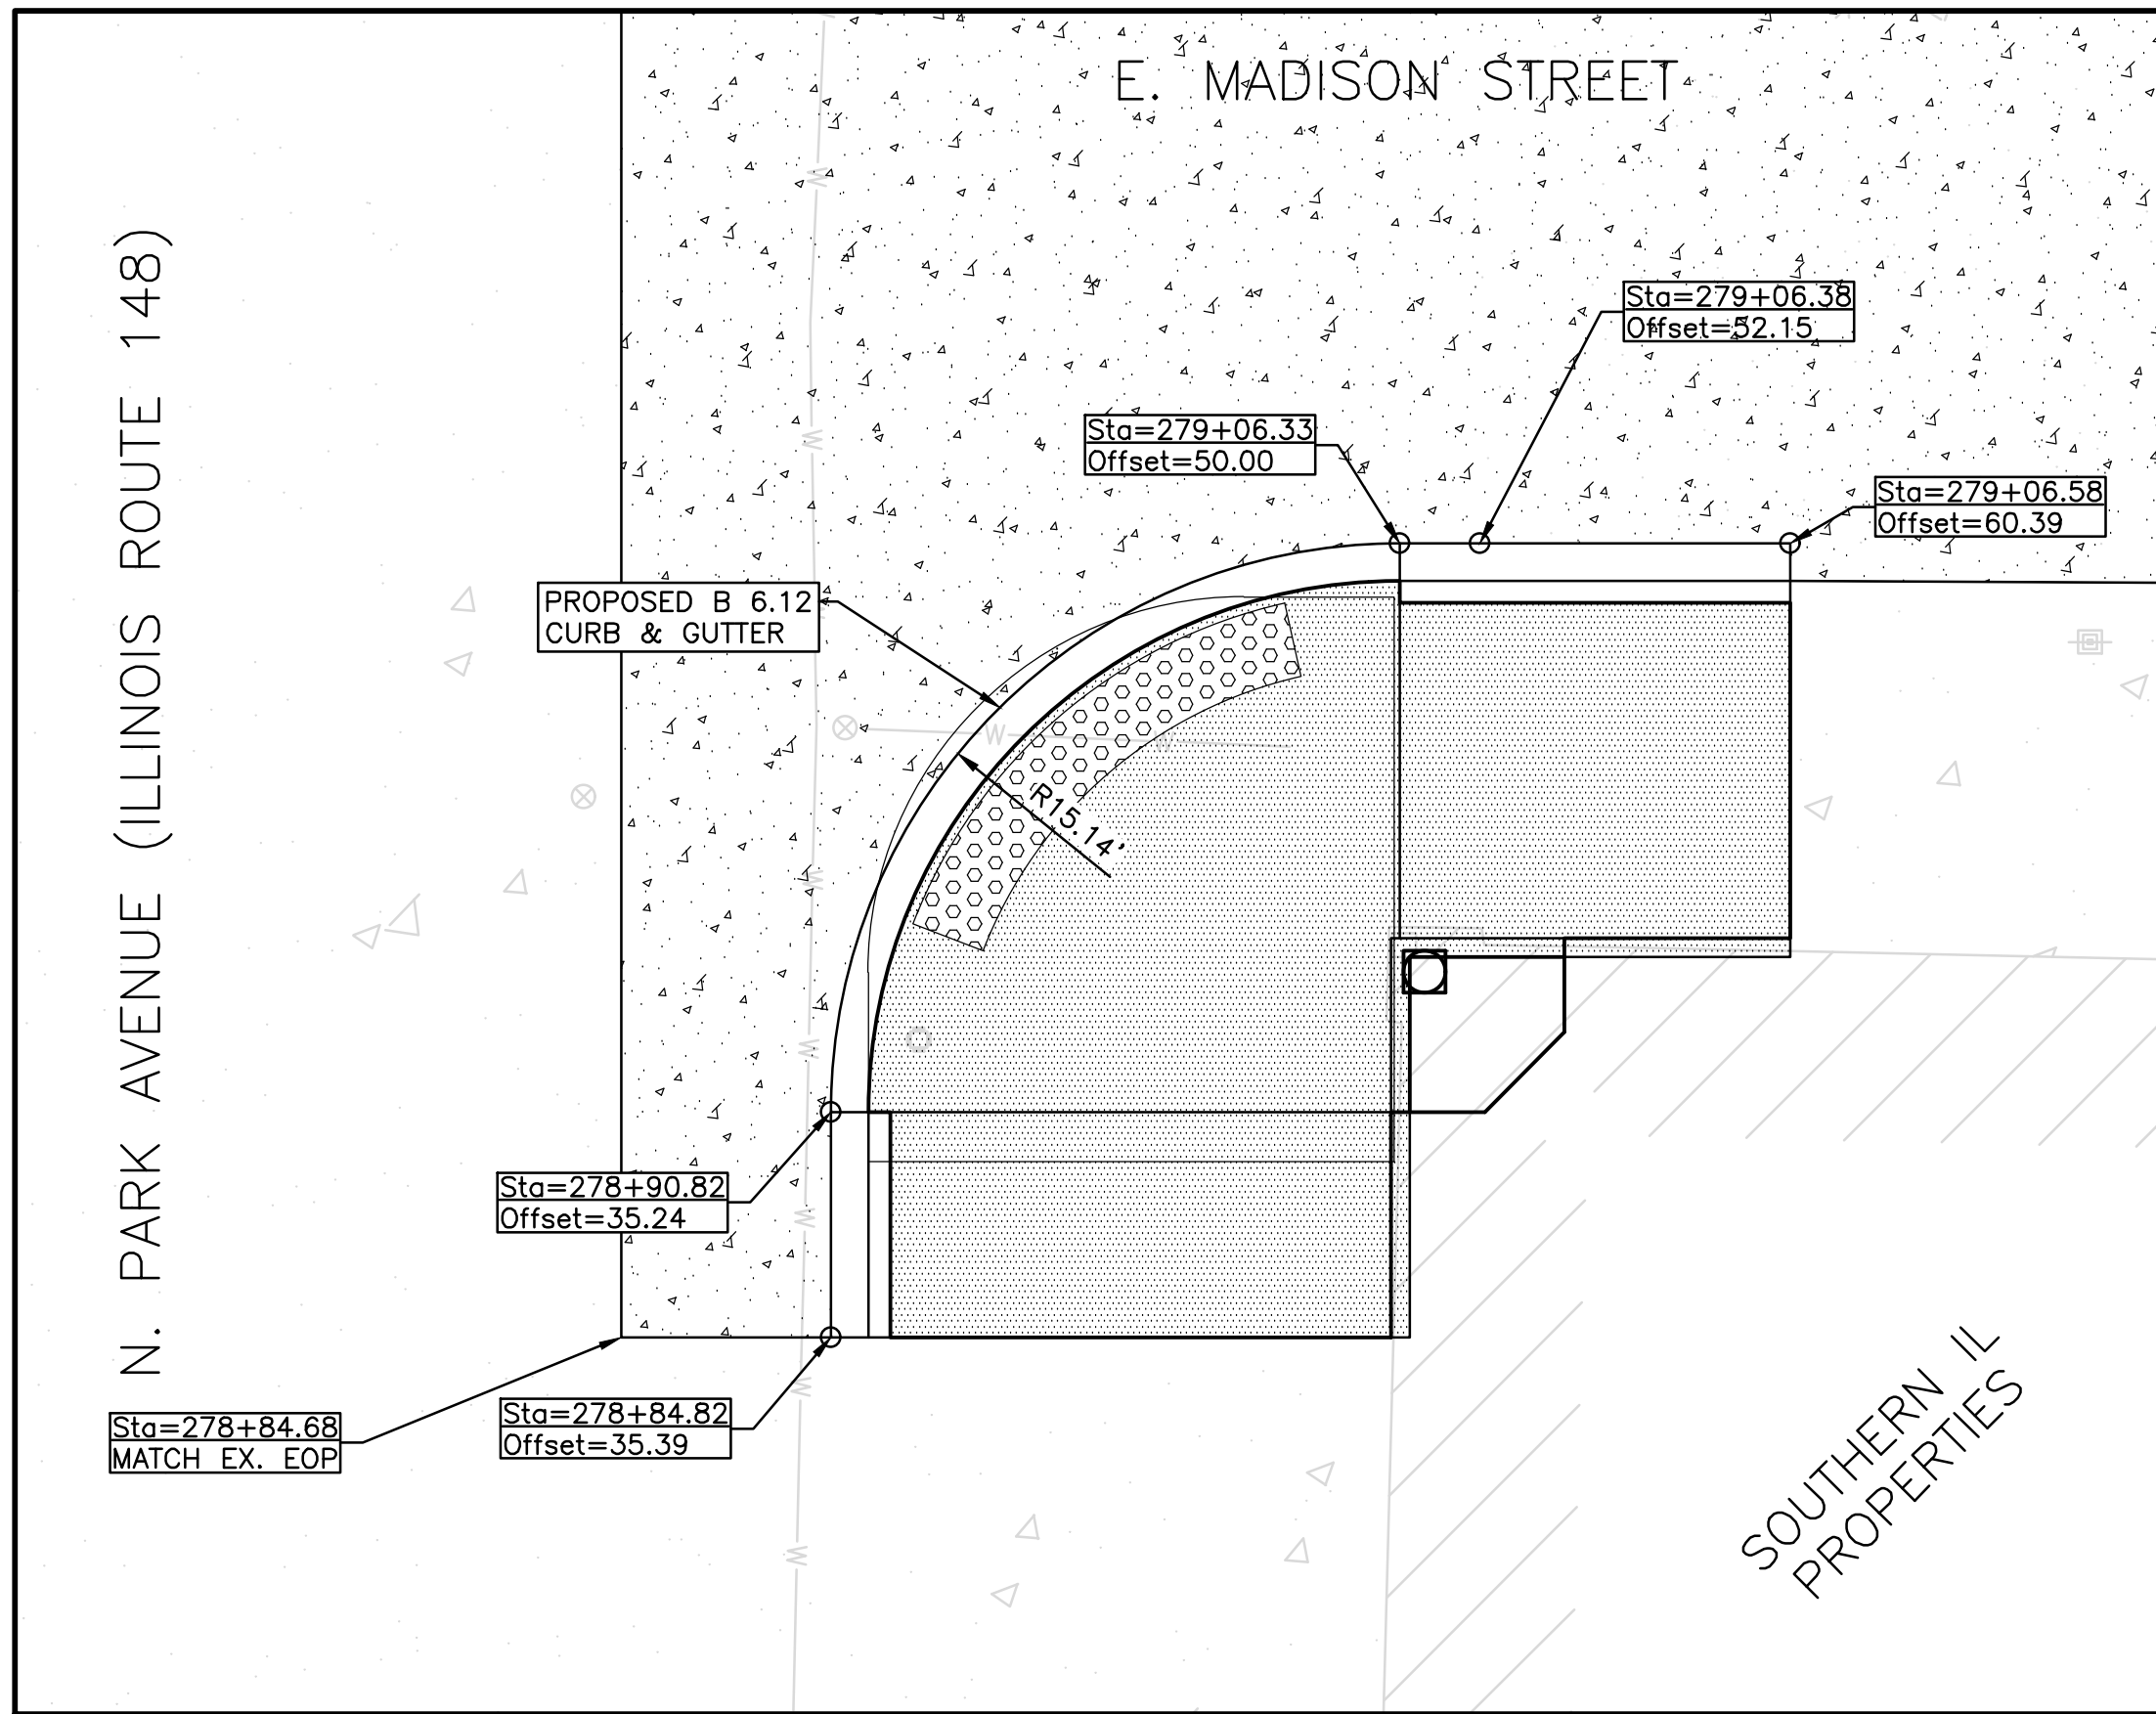 E. MADISON STREET
N. PARK AVENUE (ILLINOIS ROUTE 148)
Sta=279+06.38
Offset=52.15
Sta=279+06.33
Offset=50.00
Sta=279+06.58
Offset=60.39
PROPOSED B 6.12
CURB & GUTTER
W
W
W
W
W
R15.14'
W
W
Sta=278+90.82
Offset=35.24
W
W
W
Sta=278+84.82
Offset=35.39
Sta=278+84.68
MATCH EX. EOP
SOUTHERN IL
PROPERTIES